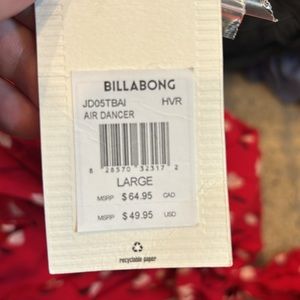 BILLABONG
JD05TBAI HVR
AIR DANCER
8 28570 32317 2
LARGE
MSRP $ 64.95 CAD
MSRP $ 49.95 USD
recyclable paper